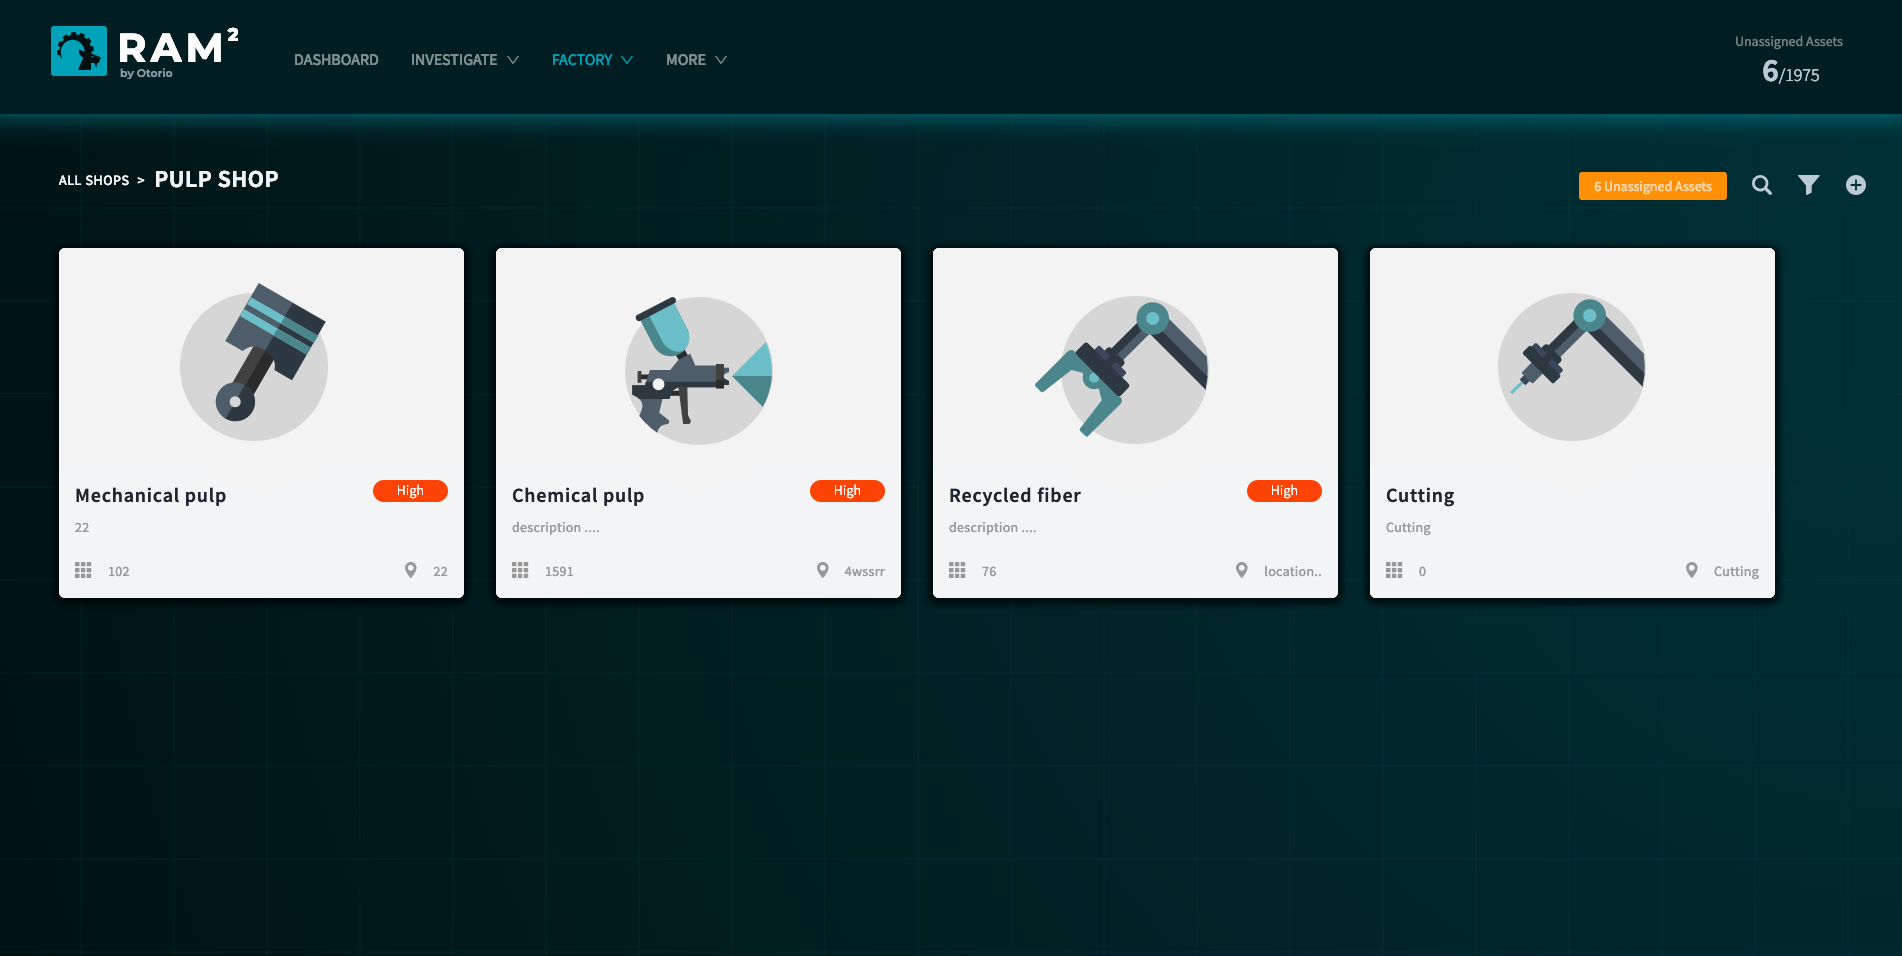 RAM²
by Otorio
DASHBOARD INVESTIGATE FACTORY MORE
Unassigned Assets
6/1975
ALL SHOPS > PULP SHOP
6 Unassigned Assets
Mechanical pulp High
22
102 22
Chemical pulp High
description ....
1591 4wssrr
Recycled fiber High
description ....
76 location..
Cutting
Cutting
0 Cutting